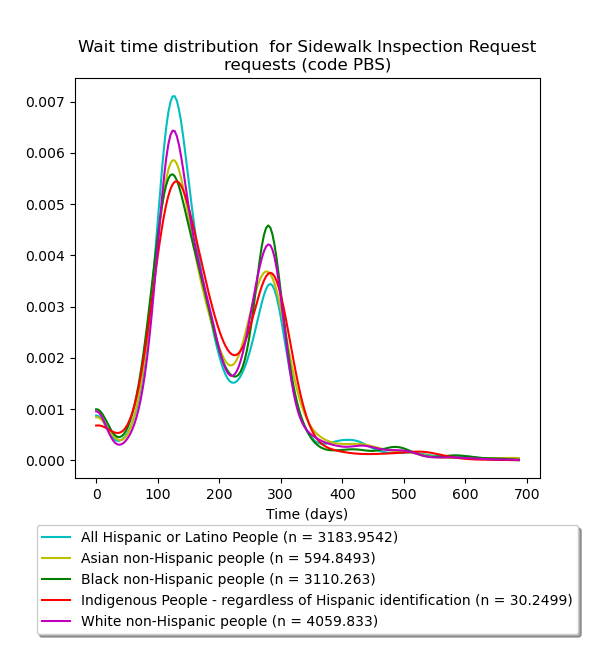 Wait time distribution  for Sidewalk Inspection Request
requests (code PBS)
0.007
0.006
0.005
0.004
0.003
0.002
0.001
0.000
0 100 200 300 400 500 600 700
Time (days)
All Hispanic or Latino People (n = 3183.9542)
Asian non-Hispanic people (n = 594.8493)
Black non-Hispanic people (n = 3110.263)
Indigenous People - regardless of Hispanic identification (n = 30.2499)
White non-Hispanic people (n = 4059.833)